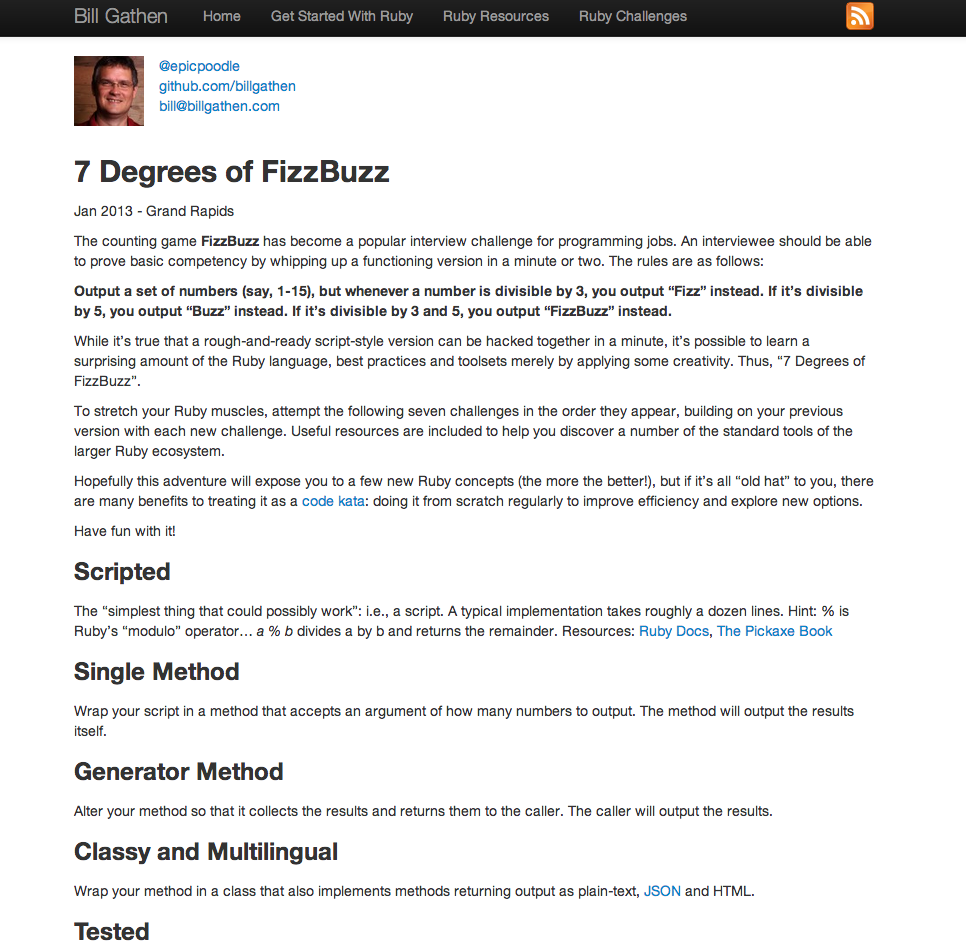 Bill Gathen Home Get Started With Ruby Ruby Resources Ruby Challenges
@epicpoodle
github.com/billgathen
bill@billgathen.com
7 Degrees of FizzBuzz
Jan 2013 - Grand Rapids
The counting game FizzBuzz has become a popular interview challenge for programming jobs. An interviewee should be able
to prove basic competency by whipping up a functioning version in a minute or two. The rules are as follows:
Output a set of numbers (say, 1-15), but whenever a number is divisible by 3, you output “Fizz” instead. If it’s divisible
by 5, you output “Buzz” instead. If it’s divisible by 3 and 5, you output “FizzBuzz” instead.
While it’s true that a rough-and-ready script-style version can be hacked together in a minute, it’s possible to learn a
surprising amount of the Ruby language, best practices and toolsets merely by applying some creativity. Thus, “7 Degrees of
FizzBuzz”.
To stretch your Ruby muscles, attempt the following seven challenges in the order they appear, building on your previous
version with each new challenge. Useful resources are included to help you discover a number of the standard tools of the
larger Ruby ecosystem.
Hopefully this adventure will expose you to a few new Ruby concepts (the more the better!), but if it’s all “old hat” to you, there
are many benefits to treating it as a code kata: doing it from scratch regularly to improve efficiency and explore new options.
Have fun with it!
Scripted
The “simplest thing that could possibly work”: i.e., a script. A typical implementation takes roughly a dozen lines. Hint: % is
Ruby’s “modulo” operator… a % b divides a by b and returns the remainder. Resources: Ruby Docs, The Pickaxe Book
Single Method
Wrap your script in a method that accepts an argument of how many numbers to output. The method will output the results
itself.
Generator Method
Alter your method so that it collects the results and returns them to the caller. The caller will output the results.
Classy and Multilingual
Wrap your method in a class that also implements methods returning output as plain-text, JSON and HTML.
Tested